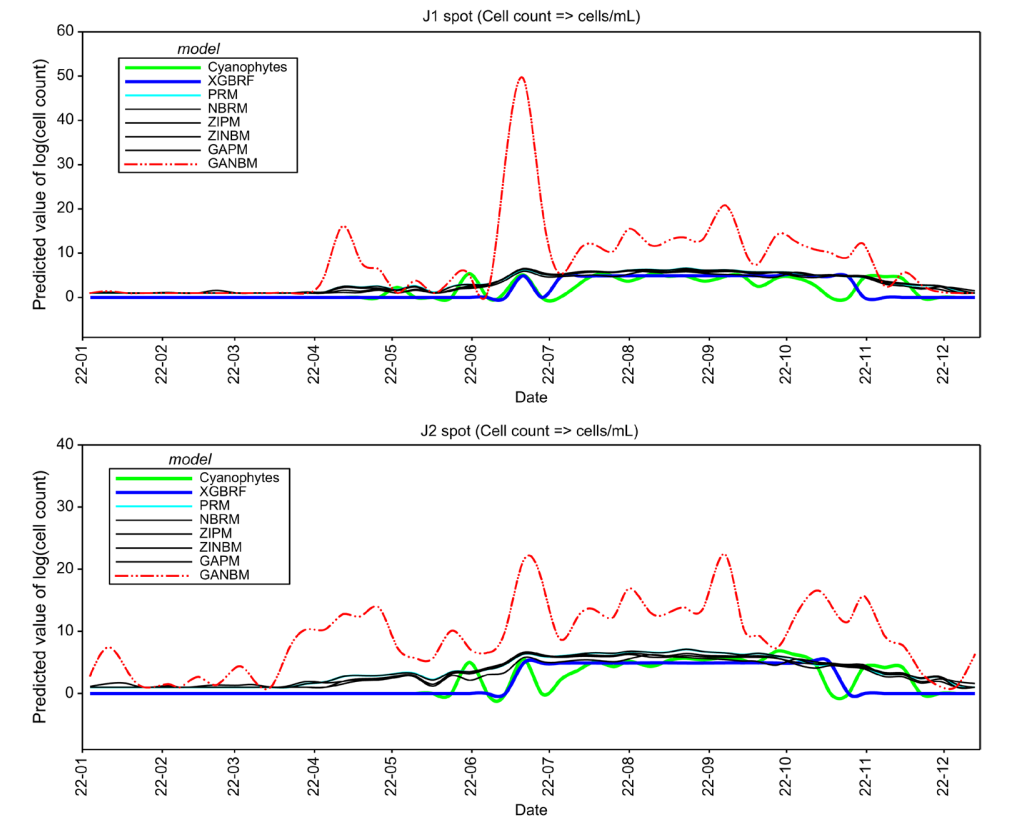 J1 spot (Cell count => cells/mL)
Predicted value of log(cell count)
60
50
40
30
20
10
0
model
Cyanophytes
XGBRF
PRM
NBRM
ZIPM
ZINBM
GAPM
GANBM
22-01
22-02
22-03
22-04
22-05
22-06
22-07
22-08
22-09
22-10
22-11
22-12
Date
J2 spot (Cell count => cells/mL)
Predicted value of log(cell count)
40
30
20
10
0
model
Cyanophytes
XGBRF
PRM
NBRM
ZIPM
ZINBM
GAPM
GANBM
22-01
22-02
22-03
22-04
22-05
22-06
22-07
22-08
22-09
22-10
22-11
22-12
Date